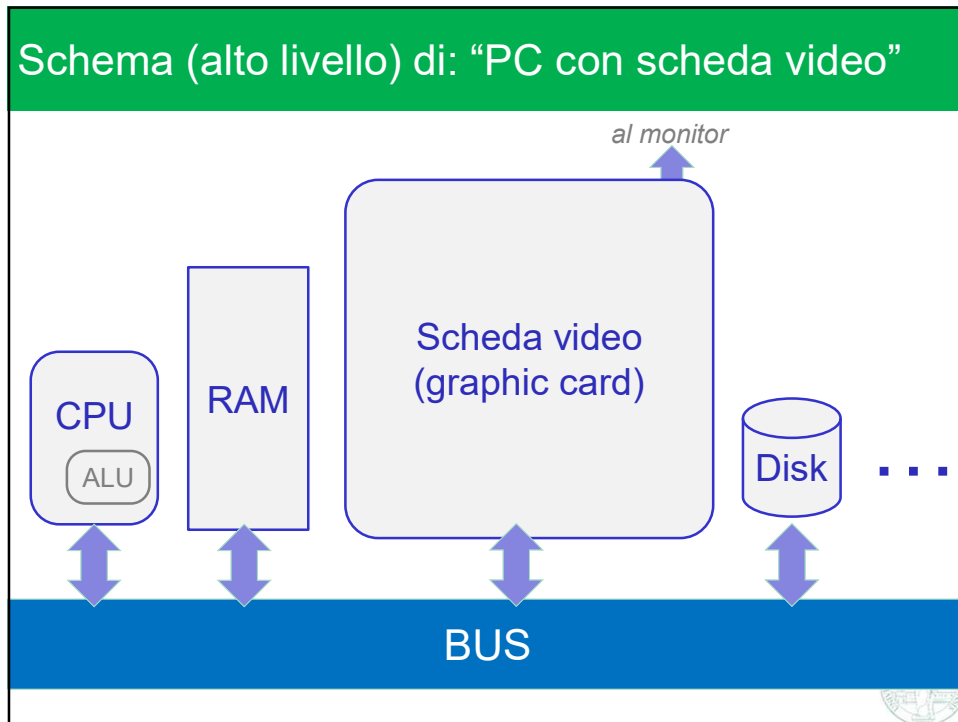 Schema (alto livello) di: “PC con scheda video”
al monitor
Scheda video
(graphic card)
RAM
CPU
ALU
Disk
...
BUS